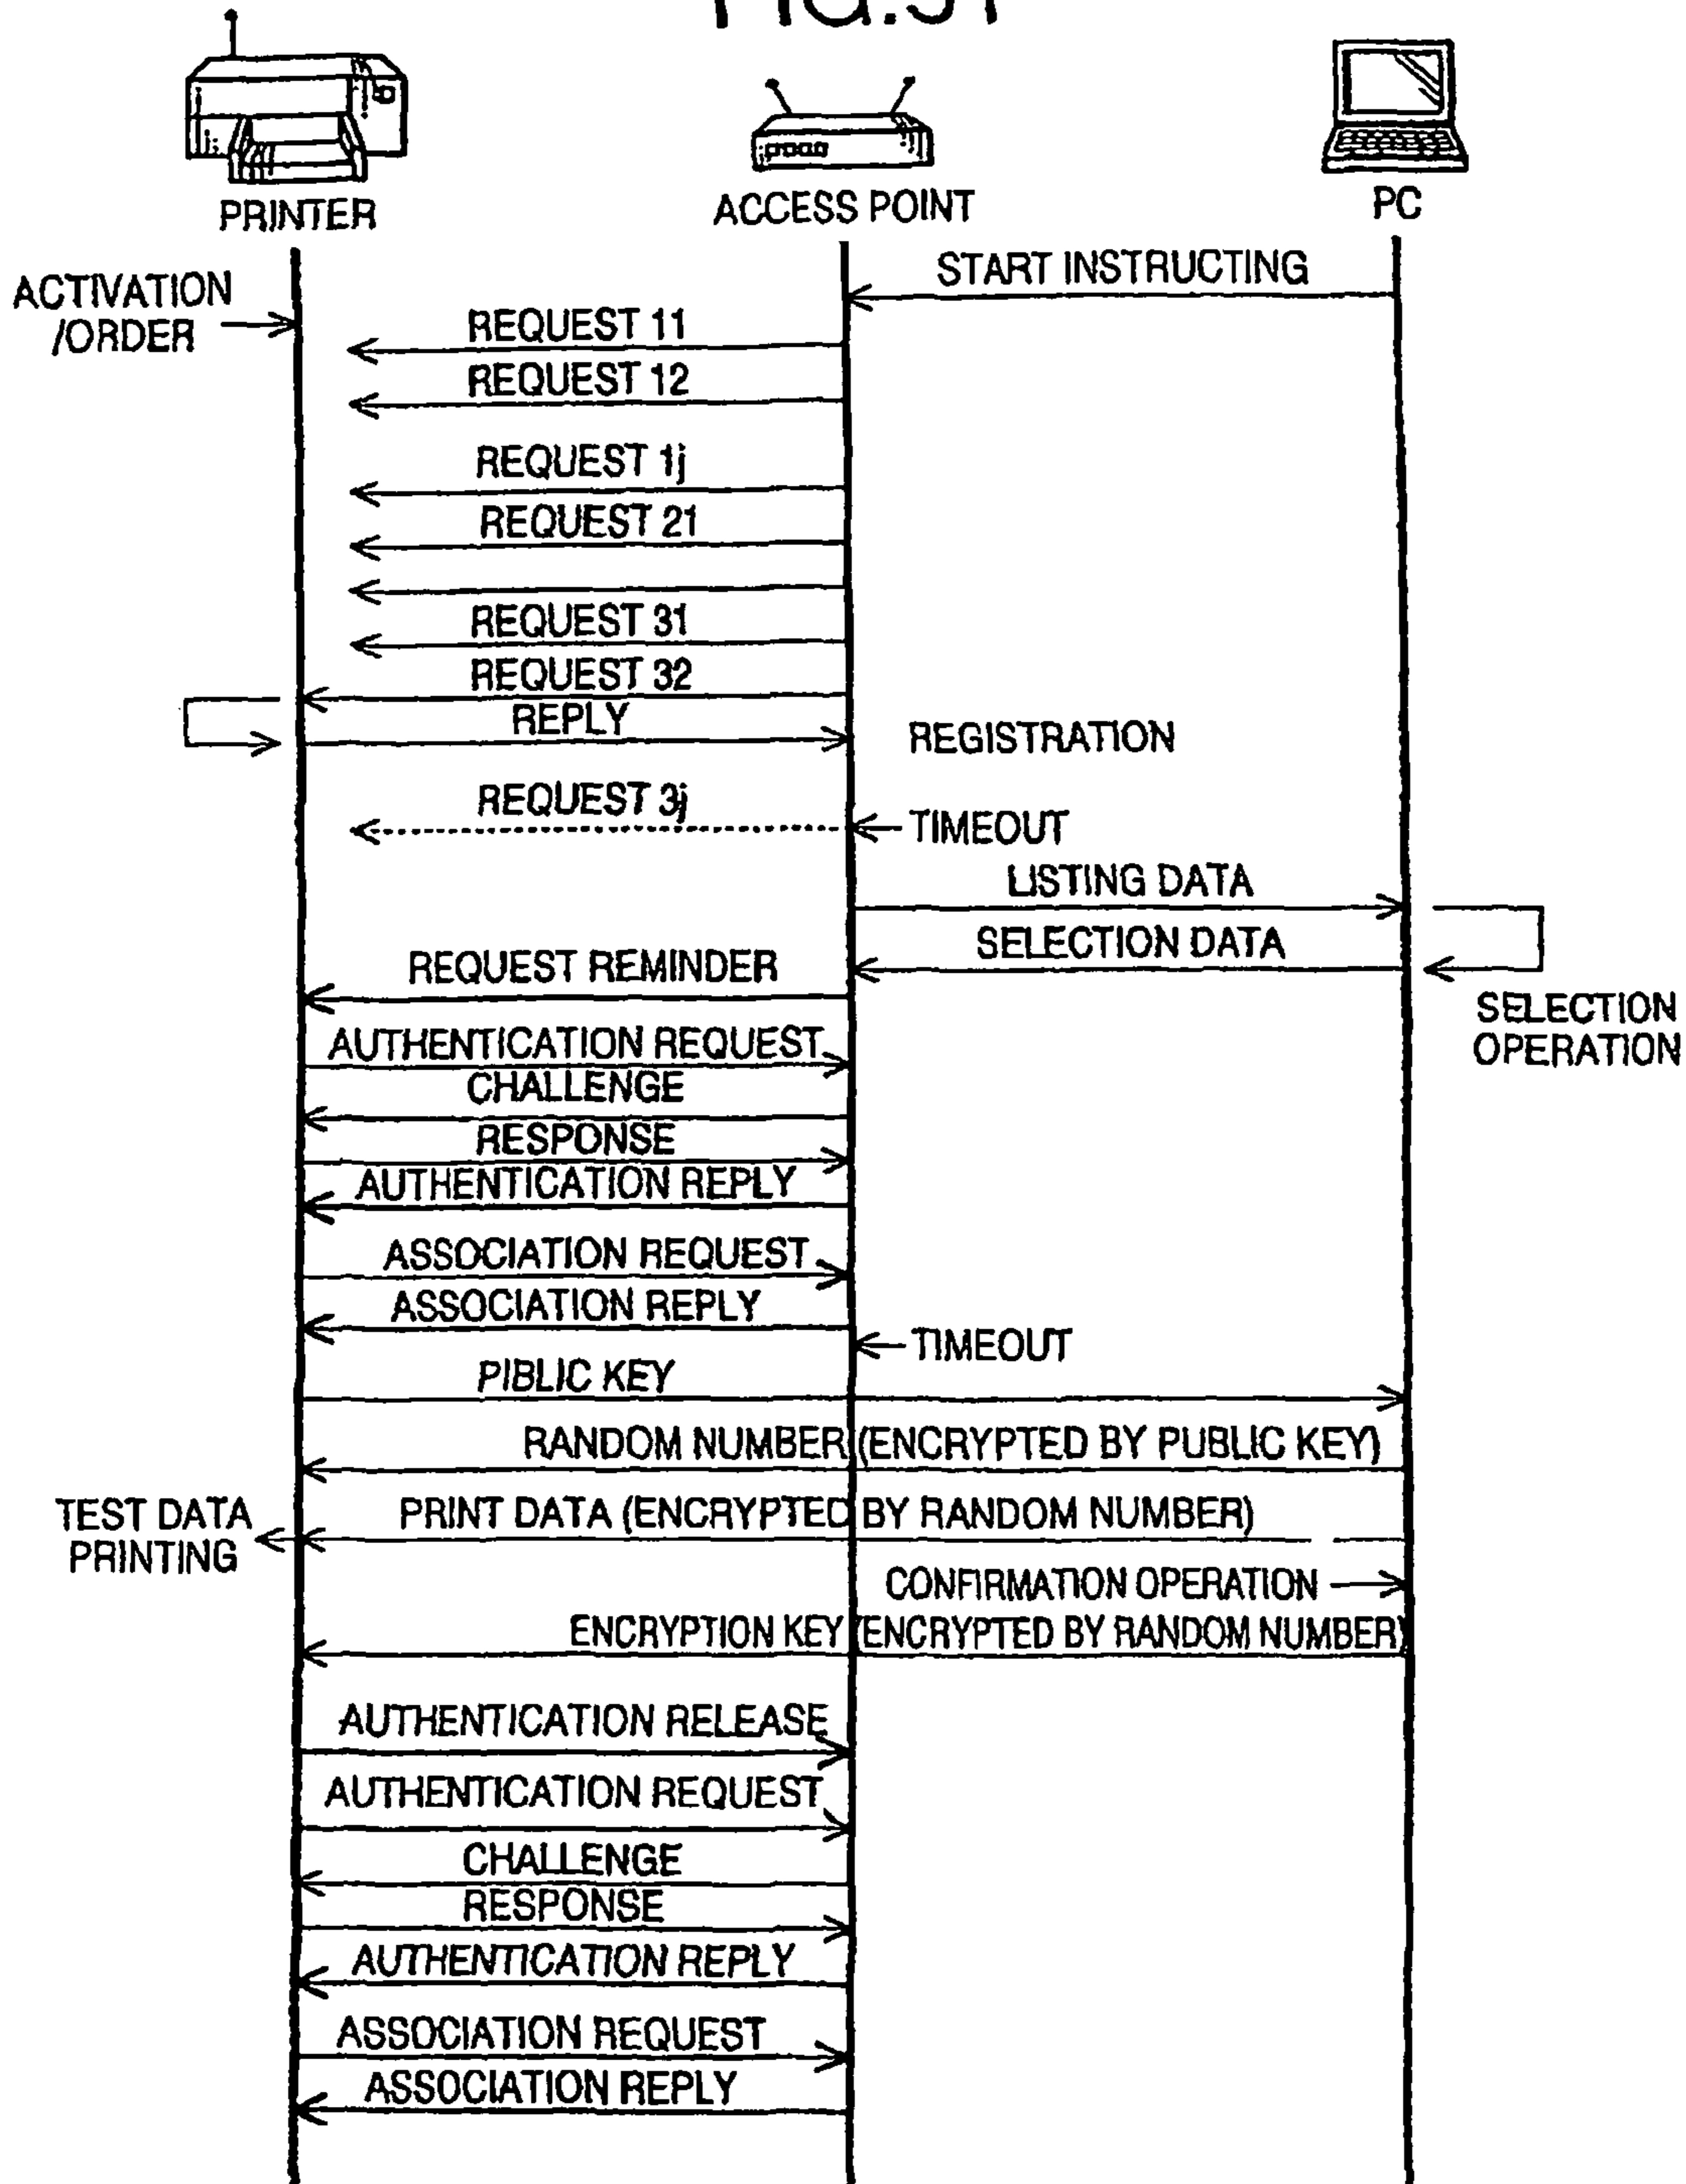 PRINTER
ACCESS POINT
PC
START INSTRUCTING
ACTIVATION
/ORDER
REQUEST 11
REQUEST 12
REQUEST 1j
REQUEST 21
REQUEST 31
REQUEST 32
REPLY
REGISTRATION
REQUEST 3j
TIMEOUT
LISTING DATA
SELECTION DATA
REQUEST REMINDER
SELECTION
OPERATION
AUTHENTICATION REQUEST
CHALLENGE
RESPONSE
AUTHENTICATION REPLY
ASSOCIATION REQUEST
ASSOCIATION REPLY
TIMEOUT
PIBLIC KEY
RANDOM NUMBER (ENCRYPTED BY PUBLIC KEY)
TEST DATA
PRINTING
PRINT DATA (ENCRYPTED BY RANDOM NUMBER)
CONFIRMATION OPERATION
ENCRYPTION KEY (ENCRYPTED BY RANDOM NUMBER)
AUTHENTICATION RELEASE
AUTHENTICATION REQUEST
CHALLENGE
RESPONSE
AUTHENTICATION REPLY
ASSOCIATION REQUEST
ASSOCIATION REPLY